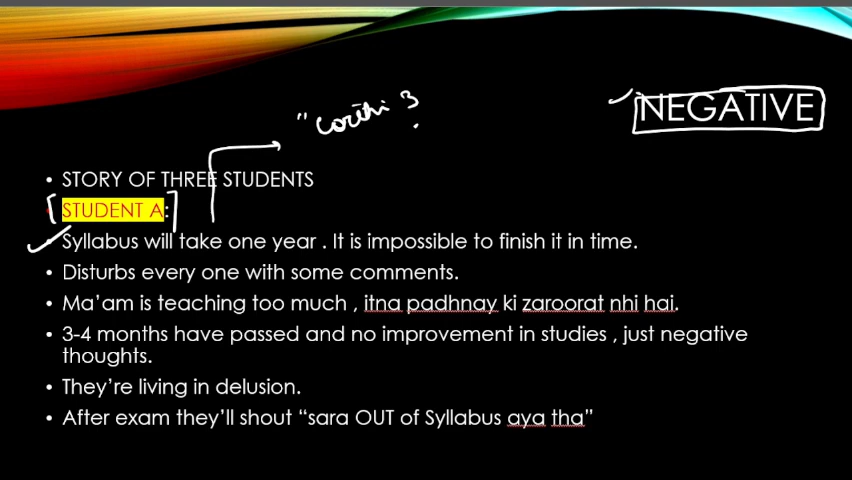 NEGATIVE
• STORY OF THREE STUDENTS
• STUDENT A:
• Syllabus will take one year . It is impossible to finish it in time.
• Disturbs every one with some comments.
• Ma’am is teaching too much , itna padhnay ki zaroorat nhi hai.
• 3-4 months have passed and no improvement in studies , just negative
thoughts.
• They’re living in delusion.
• After exam they’ll shout “sara OUT of Syllabus aya tha”